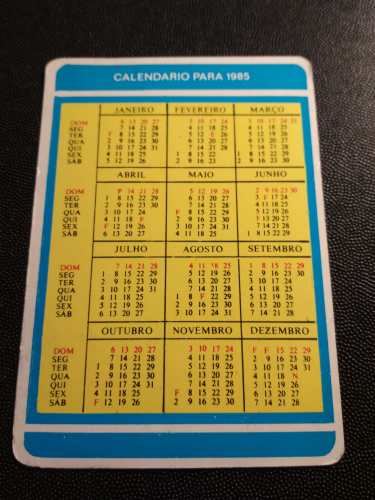 CALENDARIO PARA 1985
JANEIRO FEVEREIRO MARÇO
DOM 6 13 20 27 3 10 17 24 3 10 17 24 31
SEG 7 14 21 28 4 11 18 25 4 11 18 25
TER F 8 15 22 29 5 12 E 26 5 12 19 26
QUA 2 9 16 23 30 6 13 20 27 6 13 20 27
QUI 3 10 17 24 31 7 14 21 28 7 14 21 28
SEX 4 11 18 25 1 8 15 22 1 8 15 22 29
SÁB 5 12 19 26 2 9 16 23 2 9 16 23 30
ABRIL MAIO JUNHO
DOM P 14 21 28 5 12 19 26 2 9 16 23 30
SEG 1 8 15 22 29 6 13 20 27 3 F 17 24
TER 2 9 16 23 30 7 14 21 28 4 11 18 25
QUA 3 10 17 24 F 8 15 22 29 5 12 19 26
QUI 4 11 18 F 2 9 16 23 30 F 13 20 27
SEX F 12 19 26 3 10 17 24 31 7 14 21 28
SÁB 6 13 20 27 4 11 18 25 1 8 15 22 29
JULHO AGOSTO SETEMBRO
DOM 7 14 21 28 4 11 18 25 1 8 15 22 29
SEG 1 8 15 22 29 5 12 19 26 2 9 16 23 30
TER 2 9 16 23 30 6 13 20 27 3 10 17 24
QUA 3 10 17 24 31 7 14 21 28 4 11 18 25
QUI 4 11 18 25 1 8 F 22 29 5 12 19 26
SEX 5 12 19 26 2 9 16 23 30 6 13 20 27
SÁB 6 13 20 27 3 10 17 24 31 7 14 21 28
OUTUBRO NOVEMBRO DEZEMBRO
DOM 6 13 20 27 3 10 17 24 F F 15 22 29
SEG 7 14 21 28 4 11 18 25 2 9 16 23 30
TER 1 8 15 22 29 5 12 19 26 3 10 17 24 31
QUA 2 9 16 23 30 6 13 20 27 4 11 18 N
QUI 3 10 17 24 31 7 14 21 28 5 12 19 26
SEX 4 11 18 25 F 8 15 22 29 6 13 20 27
SÁB F 12 19 26 2 9 16 23 30 7 14 21 28